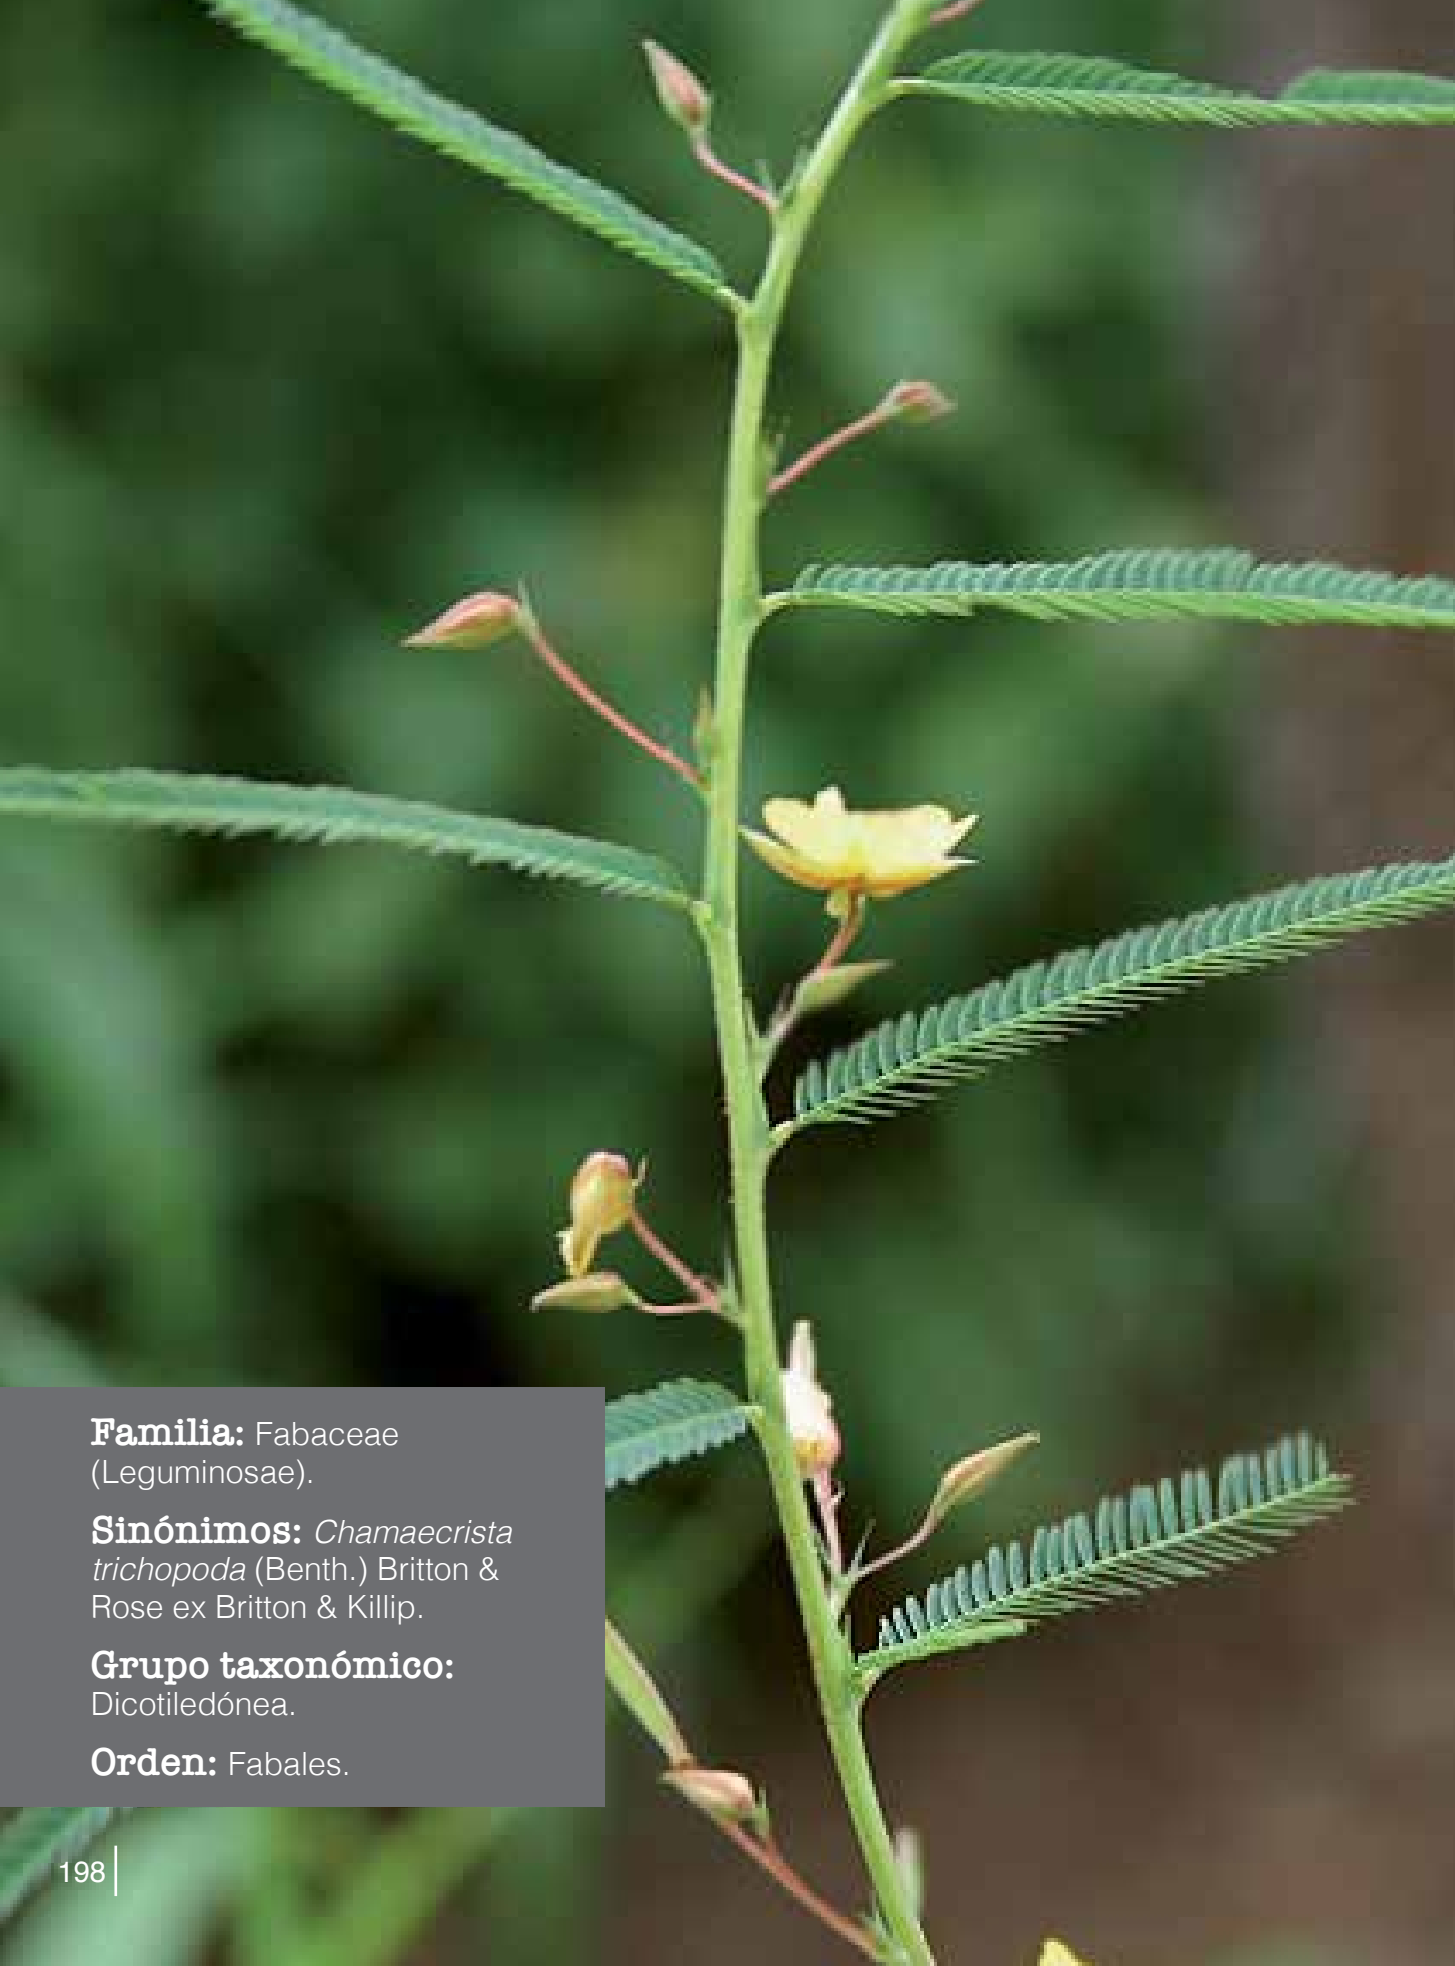 Familia: Fabaceae
(Leguminosae).
Sinónimos: Chamaecrista
trichopoda (Benth.) Britton &
Rose ex Britton & Killip.
Grupo taxonómico:
Dicotiledónea.
Orden: Fabales.
198